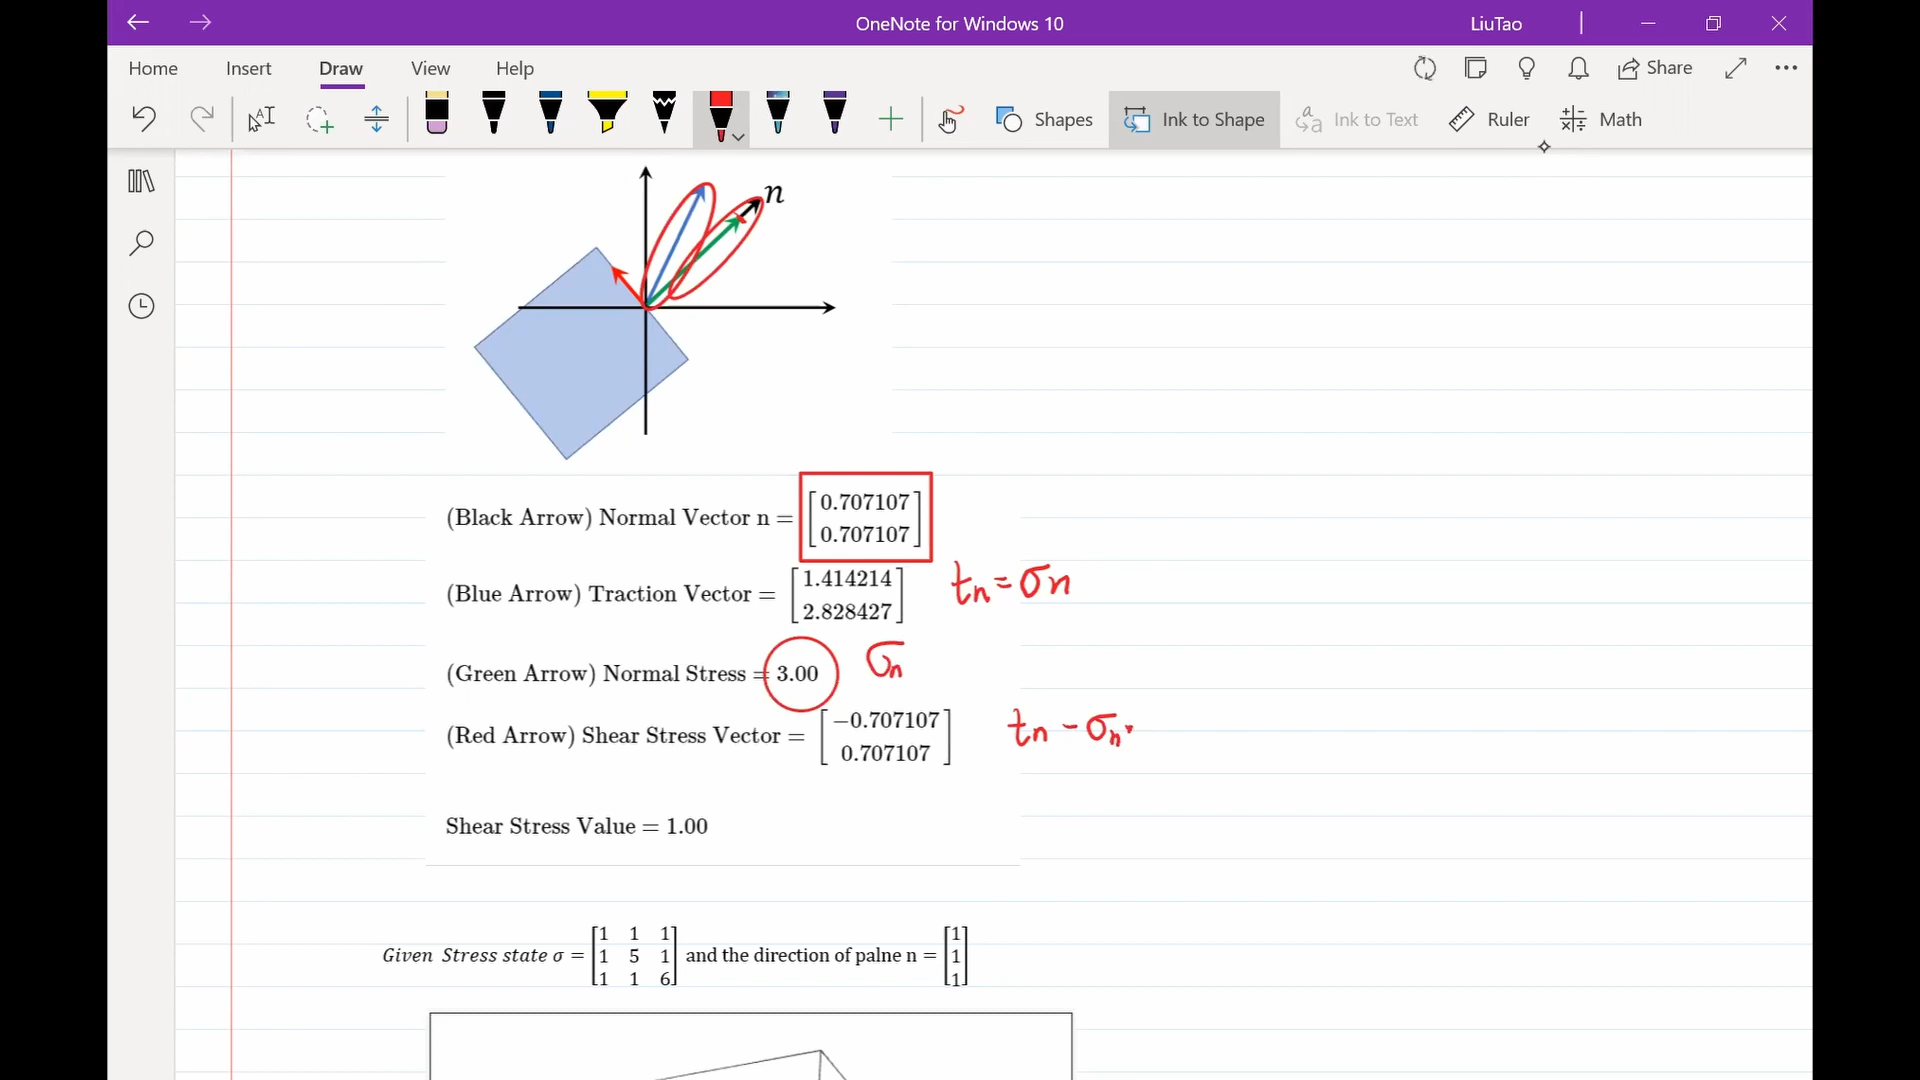 OneNote for Windows 10
LiuTao
Home Insert Draw View Help
Share
Shapes Ink to Shape Ink to Text Ruler Math
n
(Black Arrow) Normal Vector n = [0.707107
0.707107]
(Blue Arrow) Traction Vector = [1.414214
2.828427]
tn = σn
(Green Arrow) Normal Stress = 3.00
σn
(Red Arrow) Shear Stress Vector = [−0.707107
0.707107]
tn - σn·
Shear Stress Value = 1.00
Given Stress state σ = [1 1 1
1 5 1
1 1 6] and the direction of palne n = [1
1
1]